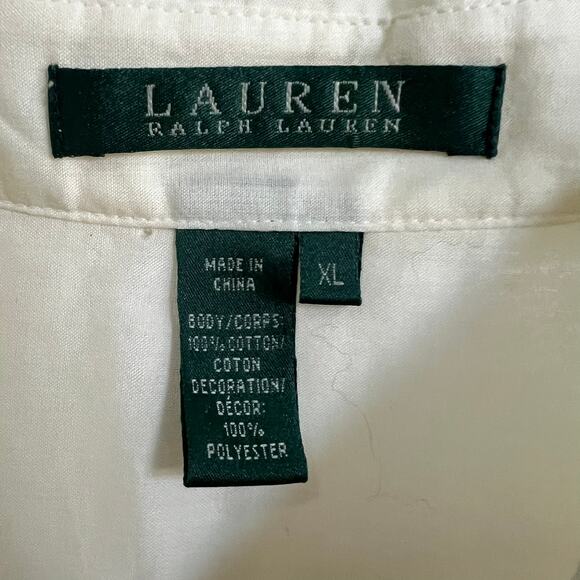 LAUREN
RALPH LAUREN
MADE IN
CHINA
XL
BODY/CORPS:
100% COTTON/
COTON
DECORATION/
DÉCOR:
100%
POLYESTER